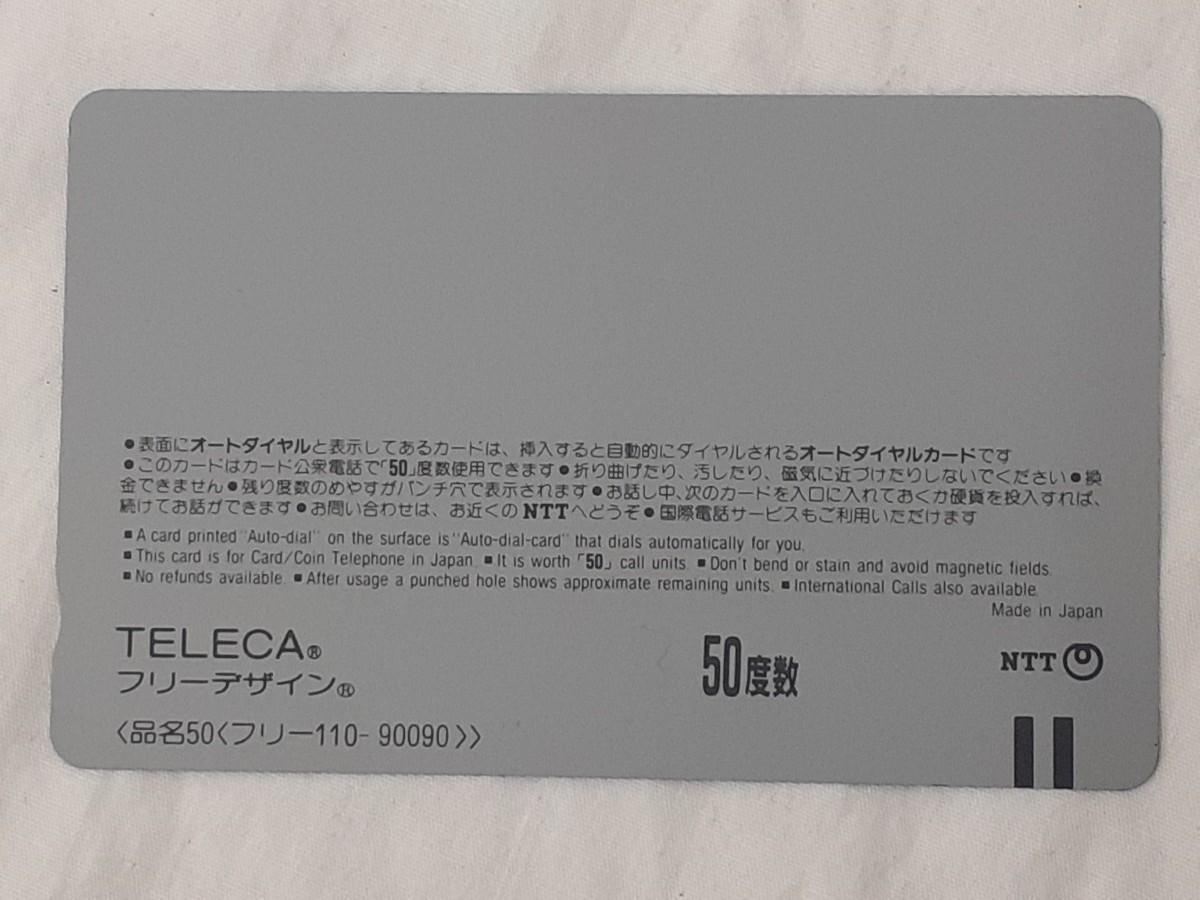 ●表面にオートダイヤルと表示してあるカードは、挿入すると自動的にダイヤルされるオートダイヤルカードです
●このカードはカード公衆電話で「50」度数使用できます●折り曲げたり、汚したり、磁気に近づけたりしないでください●換
金できません●残り度数のめやすがパンチ穴で表示されます●お話し中、次のカードを入口に入れておくか硬貨を投入すれば、
続けてお話ができます●お問い合わせは、お近くのNTTへどうぞ●国際電話サービスもご利用いただけます
■A card printed "Auto-dial" on the surface is "Auto-dial-card" that dials automatically for you.
■This card is for Card/Coin Telephone in Japan. ■It is worth「50」call units. ■Don't bend or stain and avoid magnetic fields.
■No refunds available. ■After usage a punched hole shows approximate remaining units. ■International Calls also available.
Made in Japan
TELECA®
フリーデザイン®
50度数
NTT
〈品名50〈フリー110-90090〉〉